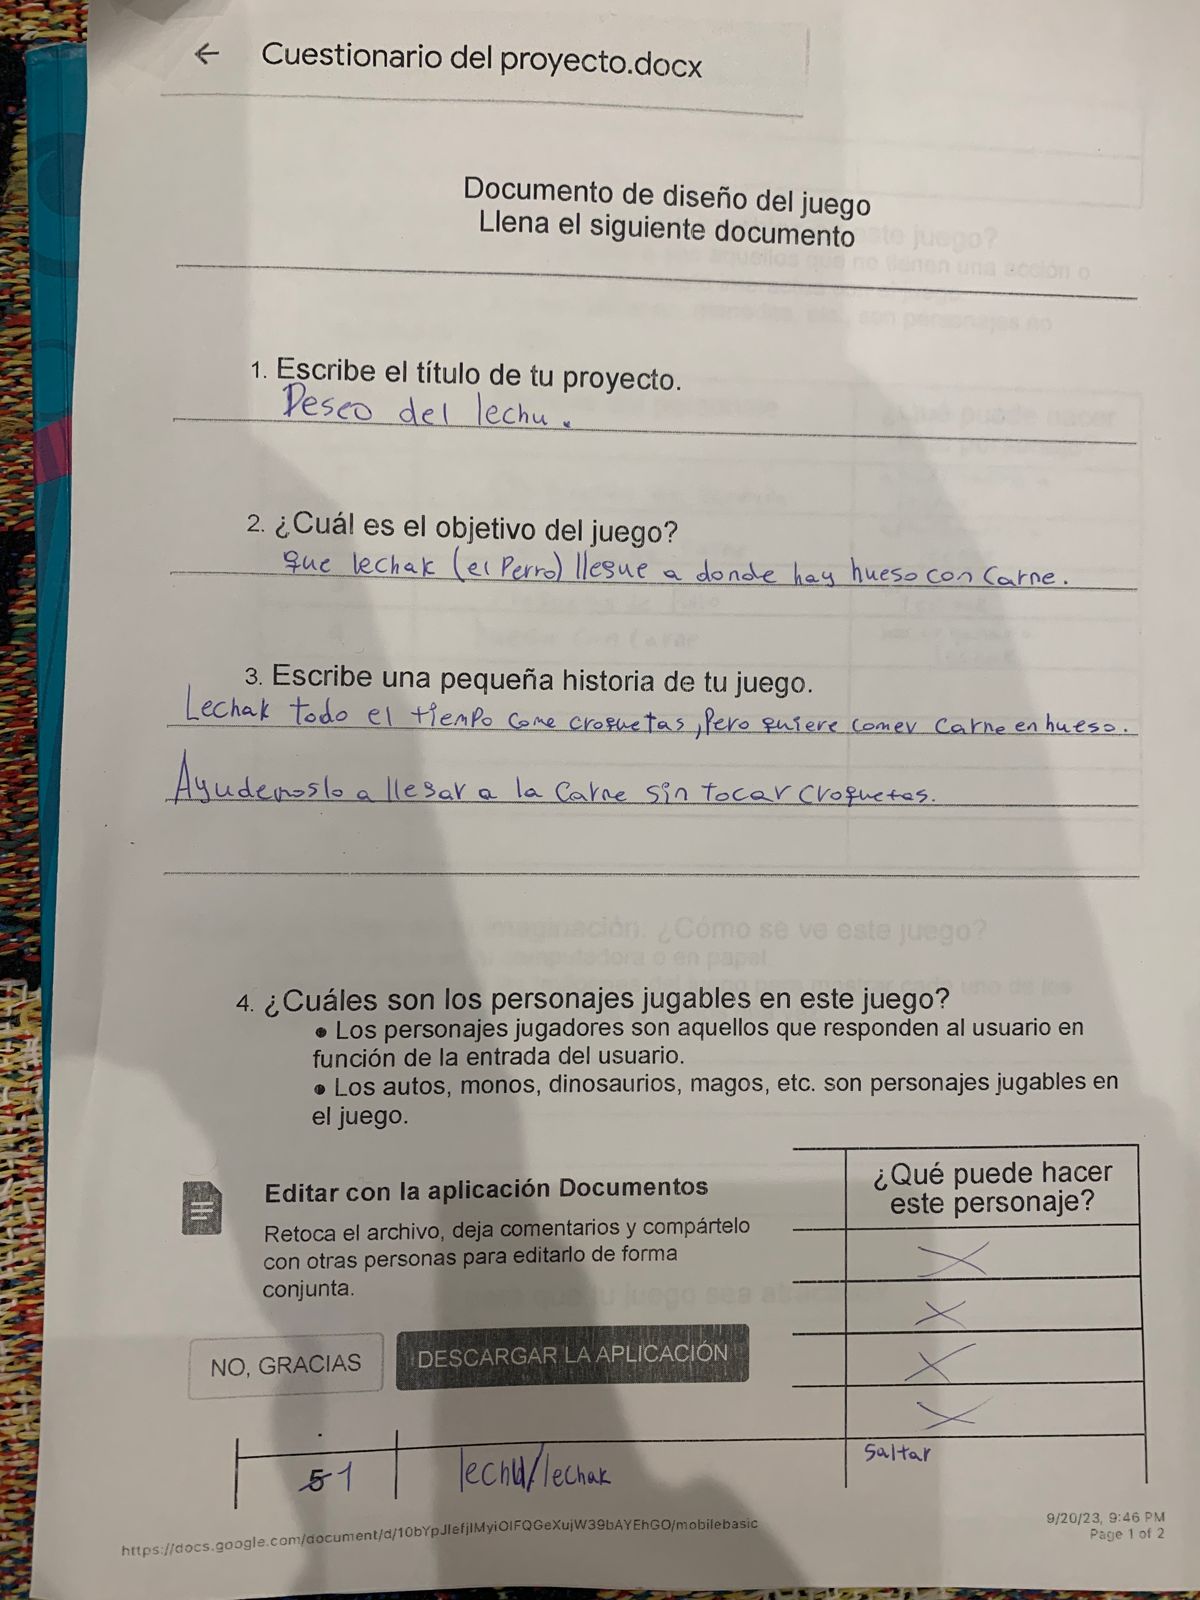 ← Cuestionario del proyecto.docx
Documento de diseño del juego
Llena el siguiente documento
1. Escribe el título de tu proyecto.
Deseo del lechu.
2. ¿Cuál es el objetivo del juego?
que lechak (el Perro) llegue a donde hay hueso con carne.
3. Escribe una pequeña historia de tu juego.
Lechak todo el tiempo come croquetas, Pero quiere comer carne en hueso.
Ayudemoslo a llegar a la carne sin tocar croquetas.
4. ¿Cuáles son los personajes jugables en este juego?
● Los personajes jugadores son aquellos que responden al usuario en
función de la entrada del usuario.
● Los autos, monos, dinosaurios, magos, etc. son personajes jugables en
el juego.
¿Qué puede hacer
este personaje?
Editar con la aplicación Documentos
Retoca el archivo, deja comentarios y compártelo
con otras personas para editarlo de forma
conjunta.
NO, GRACIAS
DESCARGAR LA APLICACIÓN
5 1 lechu/lechak saltar
9/20/23, 9:46 PM
Page 1 of 2